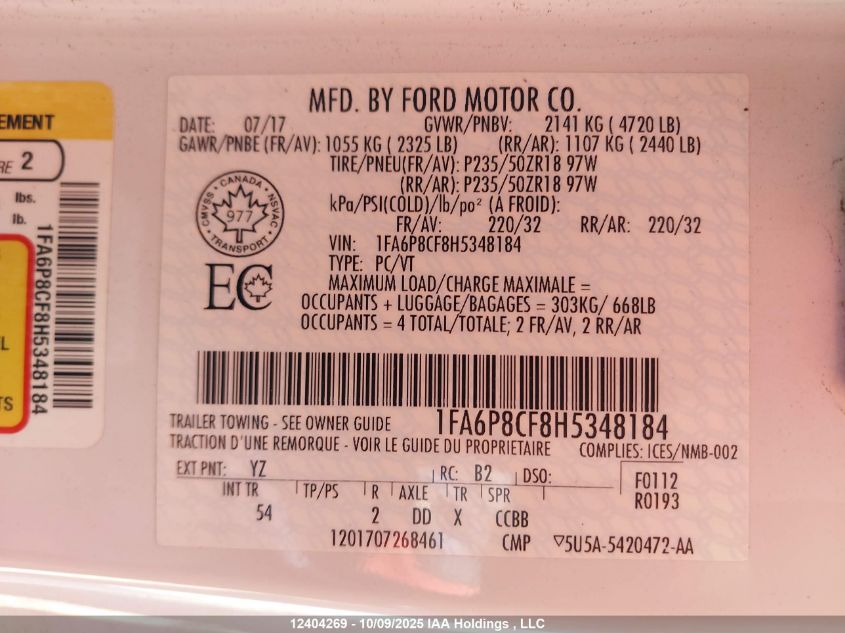 EMENT
RE 2
lbs.
lb.
1FA6P8CF8H5348184
L
TS
MFD. BY FORD MOTOR CO.
DATE: 07/17 GVWR/PNBV: 2141 KG ( 4720 LB)
GAWR/PNBE (FR/AV): 1055 KG ( 2325 LB) (RR/AR): 1107 KG ( 2440 LB)
TIRE/PNEU(FR/AV): P235/50ZR18 97W
(RR/AR): P235/50ZR18 97W
kPa/PSI(COLD)/lb/po² (À FROID):
FR/AV: 220/32 RR/AR: 220/32
CMVSS • CANADA • NSVAC
977
TRANSPORT
VIN: 1FA6P8CF8H5348184
TYPE: PC/VT
EC
MAXIMUM LOAD/CHARGE MAXIMALE =
OCCUPANTS + LUGGAGE/BAGAGES = 303KG/ 668LB
OCCUPANTS = 4 TOTAL/TOTALE; 2 FR/AV, 2 RR/AR
TRAILER TOWING - SEE OWNER GUIDE 1FA6P8CF8H5348184
TRACTION D'UNE REMORQUE - VOIR LE GUIDE DU PROPRIETAIRE COMPLIES: ICES/NMB-002
EXT PNT: YZ RC: B2 DSO: F0112
INT TR TP/PS R AXLE TR SPR R0193
54 2 DD X CCBB
1201707268461 CMP ▽5U5A-5420472-AA
12404269 - 10/09/2025 IAA Holdings , LLC